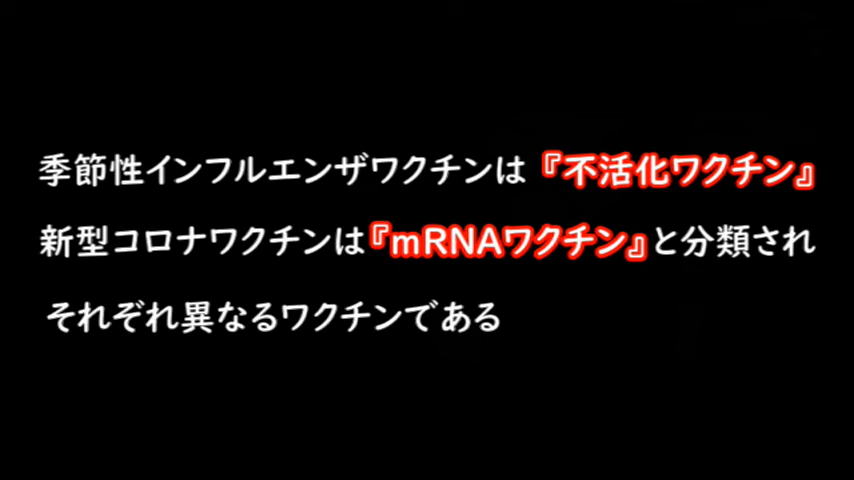 季節性インフルエンザワクチンは『不活化ワクチン』
新型コロナワクチンは『mRNAワクチン』と分類され
それぞれ異なるワクチンである